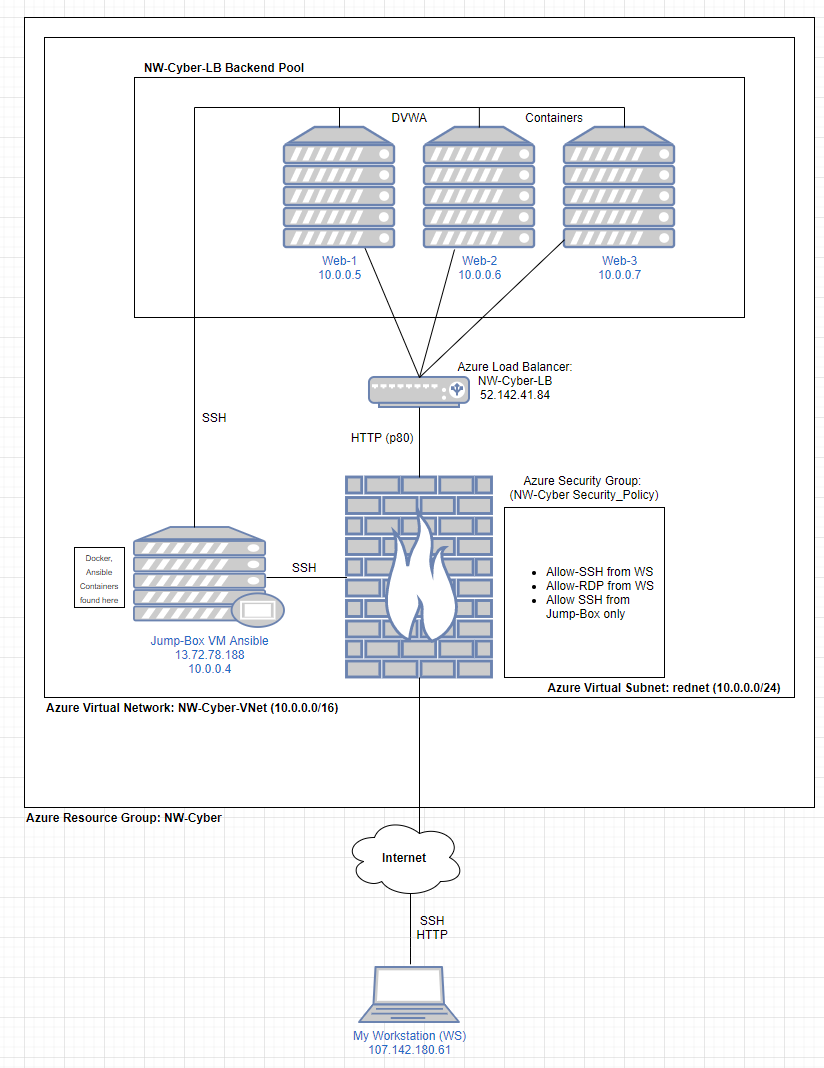 NW-Cyber-LB Backend Pool
DVWA
Containers
Web-1
10.0.0.5
Web-2
10.0.0.6
Web-3
10.0.0.7
Azure Load Balancer:
NW-Cyber-LB
52.142.41.84
SSH
HTTP (p80)
Azure Security Group:
(NW-Cyber Security_Policy)
Docker,
Ansible
Containers
found here
SSH
• Allow-SSH from WS
• Allow-RDP from WS
• Allow SSH from
Jump-Box only
Jump-Box VM Ansible
13.72.78.188
10.0.0.4
Azure Virtual Subnet: rednet (10.0.0.0/24)
Azure Virtual Network: NW-Cyber-VNet (10.0.0.0/16)
Azure Resource Group: NW-Cyber
Internet
SSH
HTTP
My Workstation (WS)
107.142.180.61